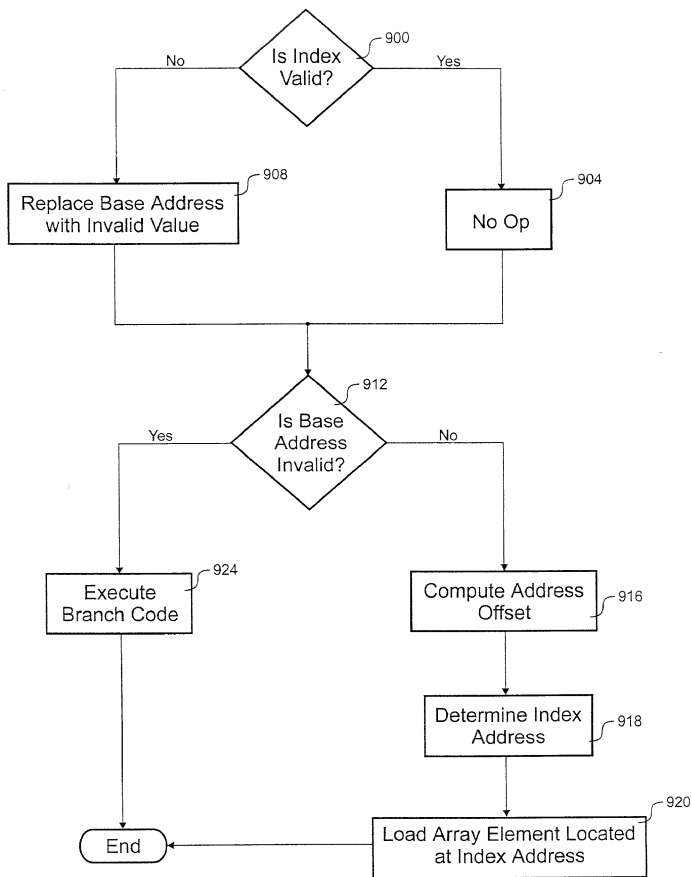 900
Is Index
Valid?
No
Yes
908
Replace Base Address
with Invalid Value
904
No Op
912
Is Base
Address
Invalid?
Yes
No
924
Execute
Branch Code
Compute Address
Offset
916
Determine Index
Address
918
920
Load Array Element Located
at Index Address
End